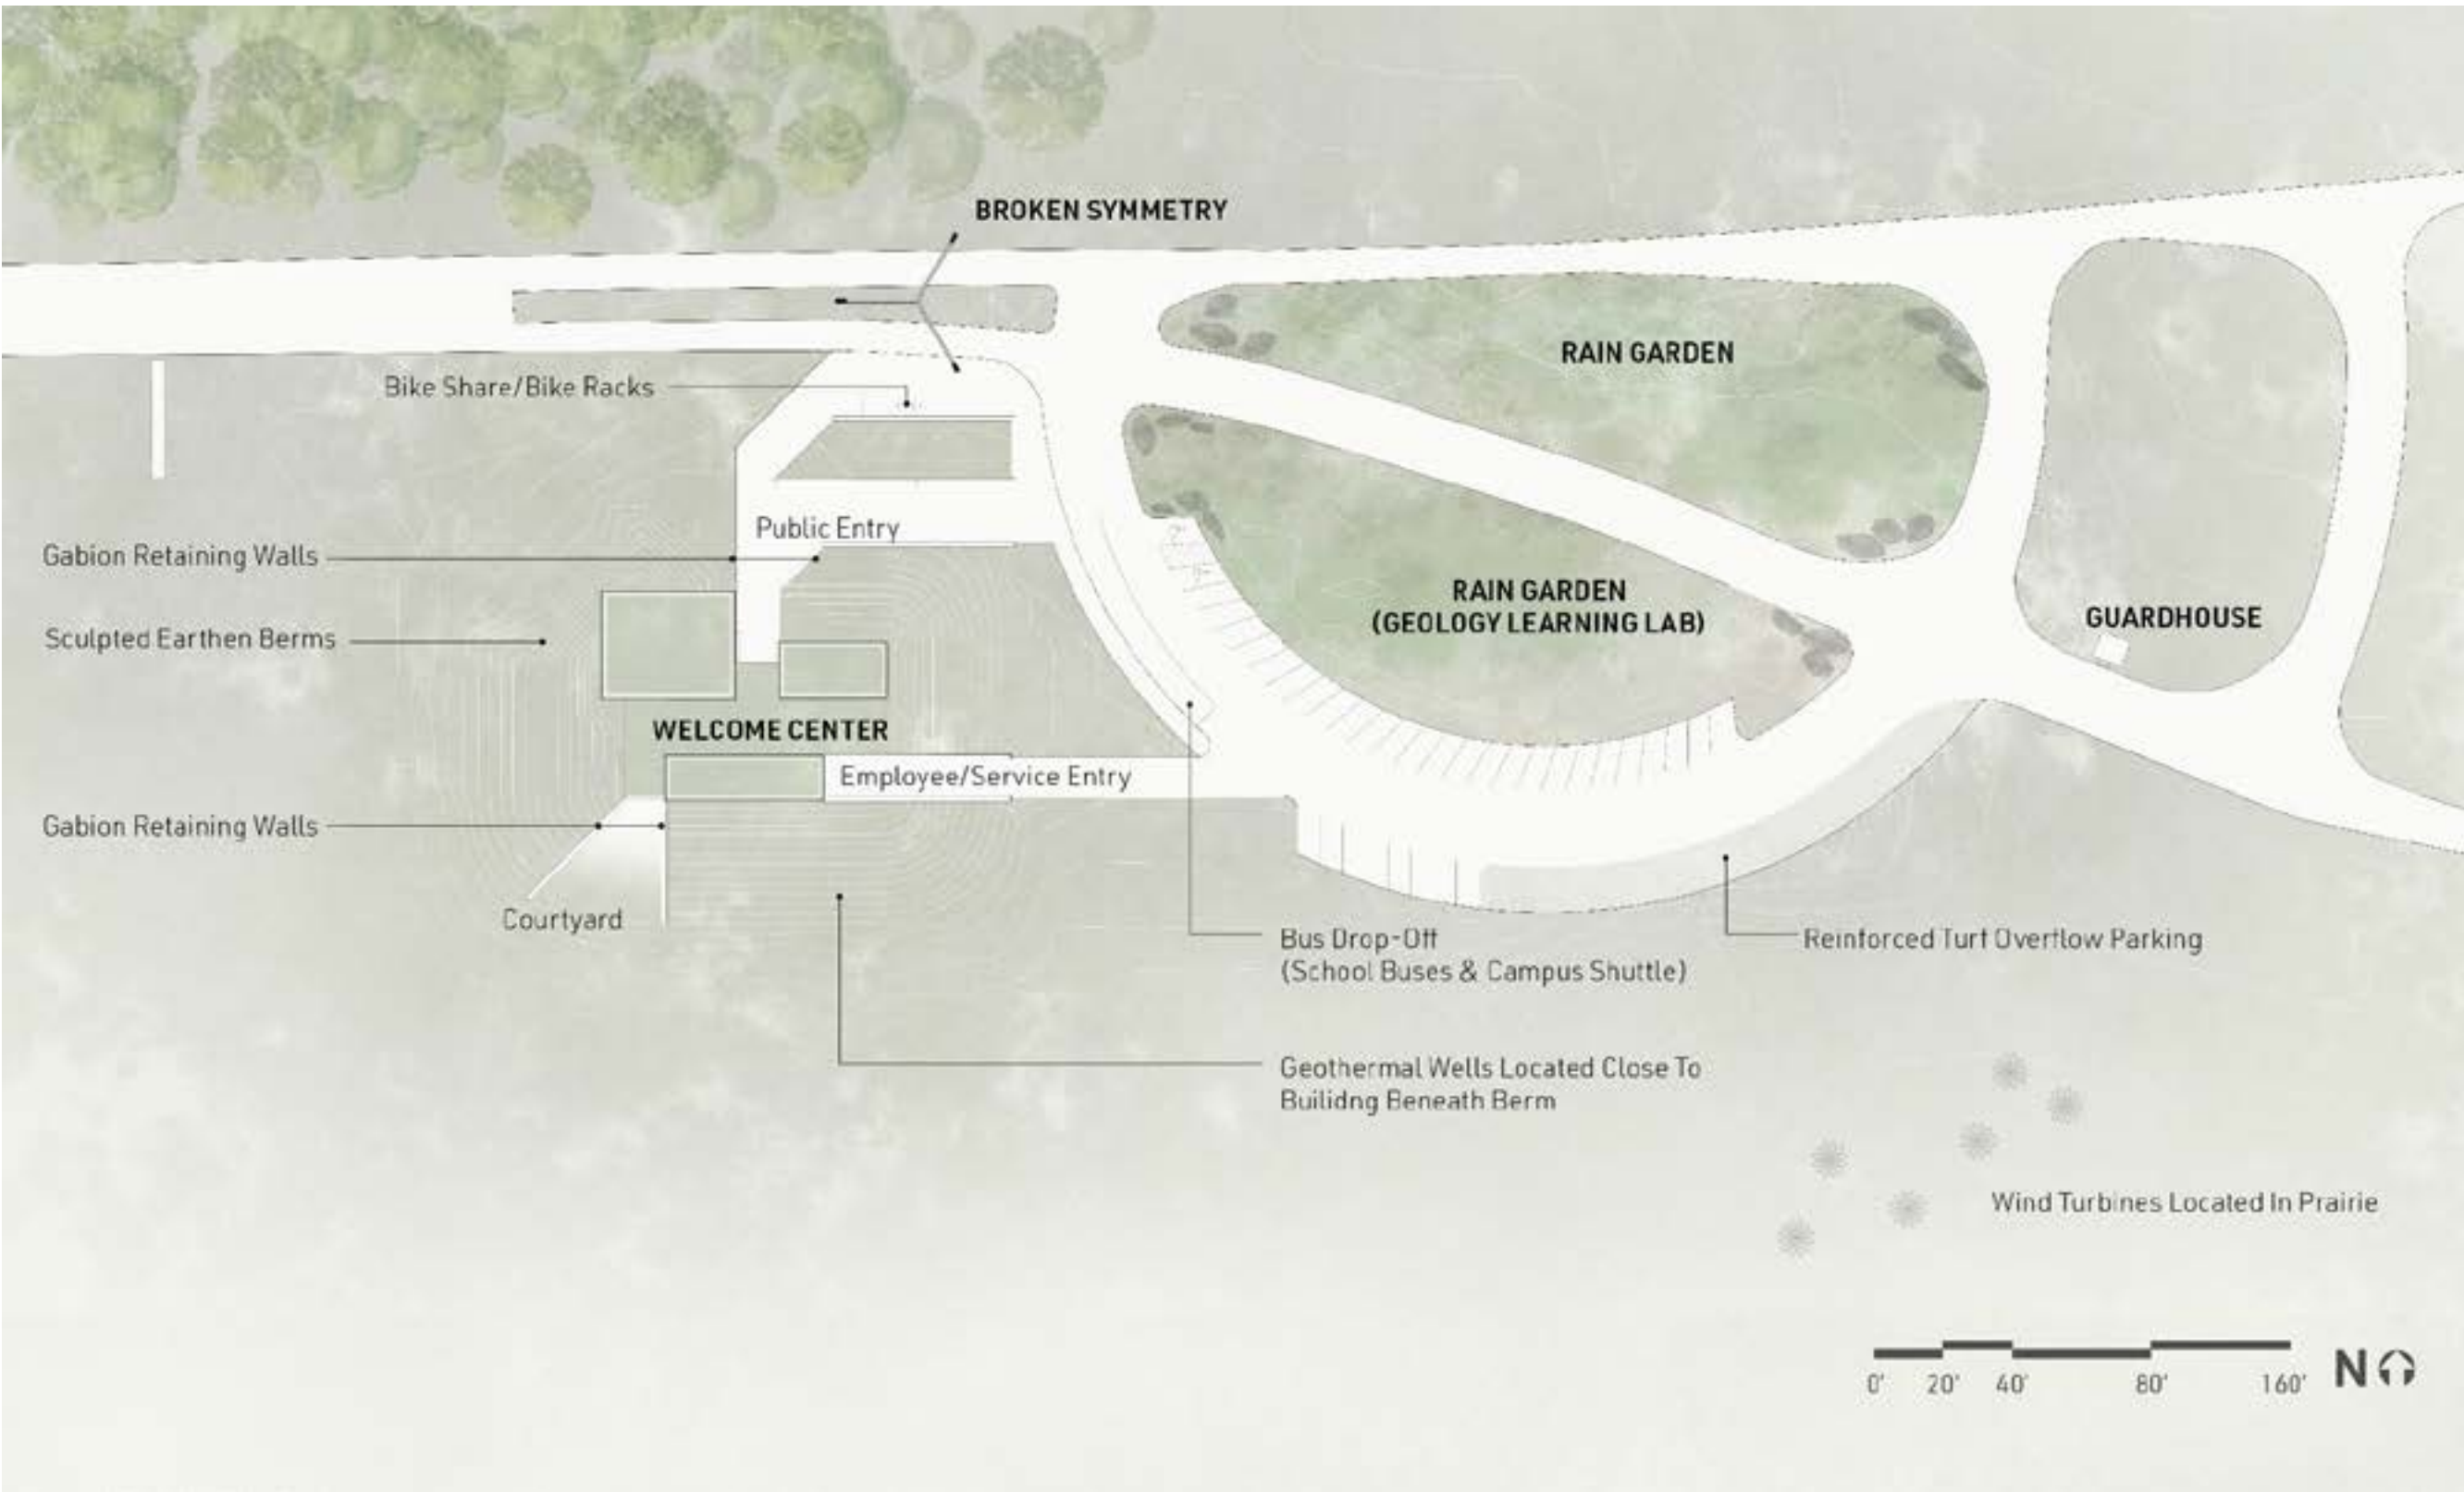 BROKEN SYMMETRY
RAIN GARDEN
Bike Share/Bike Racks
Public Entry
Gabion Retaining Walls
RAIN GARDEN
(GEOLOGY LEARNING LAB)
GUARDHOUSE
Sculpted Earthen Berms
WELCOME CENTER
Employee/Service Entry
Gabion Retaining Walls
Courtyard
Bus Drop-Off
(School Buses & Campus Shuttle)
Reinforced Turf Overflow Parking
Geothermal Wells Located Close To
Builidng Beneath Berm
Wind Turbines Located In Prairie
0' 20' 40' 80' 160' N